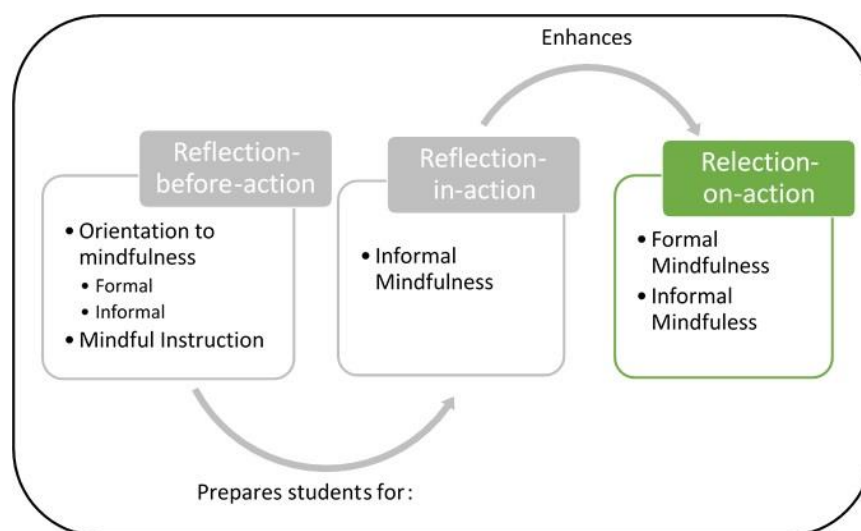 Enhances
Reflection-
before-action
• Orientation to
mindfulness
• Formal
• Informal
• Mindful Instruction
Reflection-
in-action
• Informal
Mindfulness
Relection-
on-action
• Formal
Mindfulness
• Informal
Mindfuless
Prepares students for: